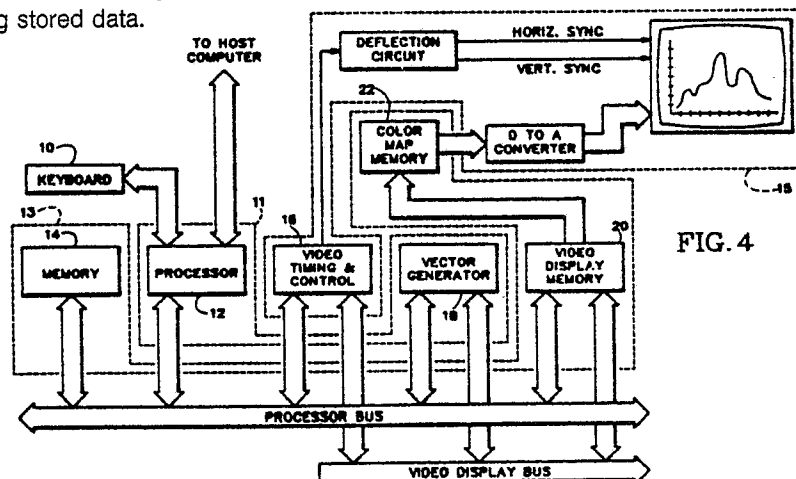 g stored data.
TO HOST
COMPUTER
DEFLECTION
CIRCUIT
HORIZ. SYNC
VERT. SYNC
22
COLOR
MAP
MEMORY
D TO A
CONVERTER
10
KEYBOARD
13
14
MEMORY
11
PROCESSOR
12
16
VIDEO
TIMING &
CONTROL
VECTOR
GENERATOR
18
20
VIDEO
DISPLAY
MEMORY
15
FIG. 4
PROCESSOR BUS
VIDEO DISPLAY BUS